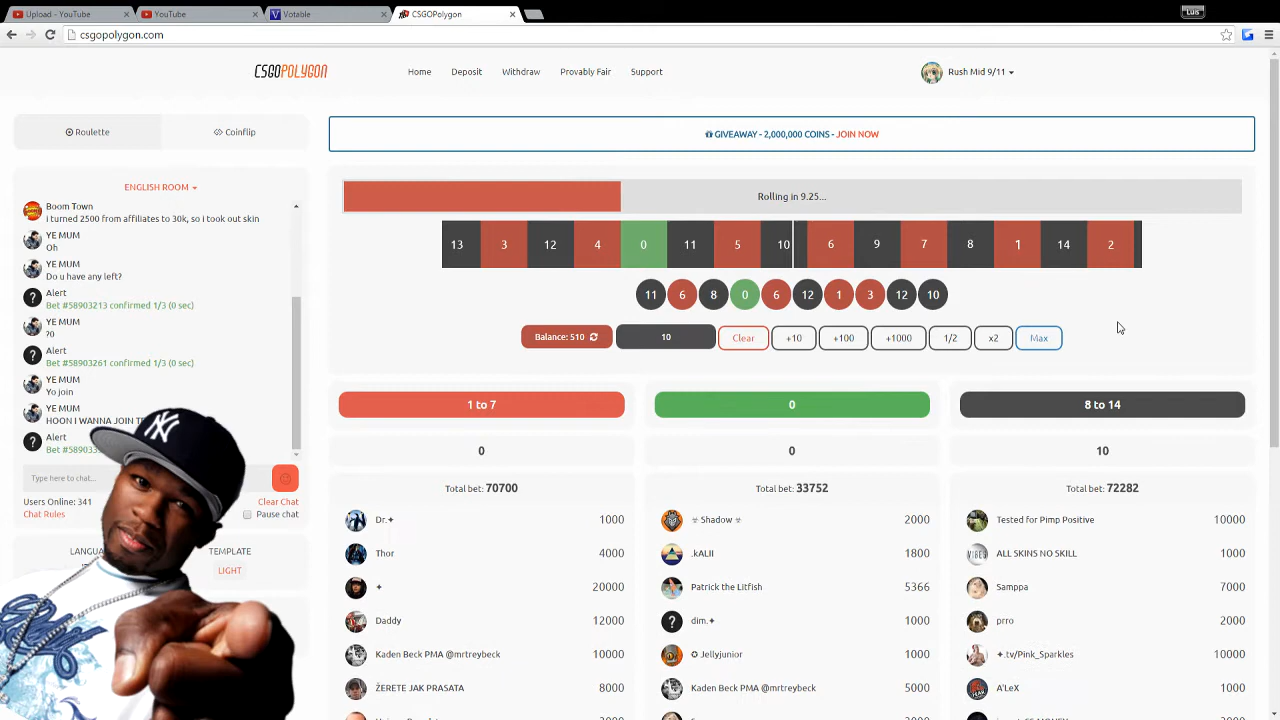 Upload - YouTube
YouTube
Votable
CSGOPolygon
Luis
csgopolygon.com
CSGOPOLYGON
Home
Deposit
Withdraw
Provably Fair
Support
Rush Mid 9/11
Roulette
Coinflip
GIVEAWAY - 2,000,000 COINS - JOIN NOW
ENGLISH ROOM
Boom Town
i turned 2500 from affiliates to 30k, so i took out skin
YE MUM
Oh
YE MUM
Do u have any left?
Alert
Bet #58903213 confirmed 1/3 (0 sec)
YE MUM
?0
Alert
Bet #58903261 confirmed 1/3 (0 sec)
YE MUM
Yo join
YE MUM
HOON I WANNA JOIN
Alert
Type here to chat...
Users Online: 341
Clear Chat
Chat Rules
Pause chat
TEMPLATE
LIGHT
Rolling in 9.25...
13 3 12 4 0 11 5 10 6 9 7 8 1 14 2
11 6 8 0 6 12 1 3 12 10
Balance: 510
10
Clear
+10
+100
+1000
1/2
x2
Max
1 to 7
0
8 to 14
0
0
10
Total bet: 70700
Total bet: 33752
Total bet: 72282
Dr.✦ 1000
☣ Shadow ☣ 2000
Tested for Pimp Positive 10000
Thor 4000
.kALII 1800
ALL SKINS NO SKILL 1000
✦ 20000
Patrick the Litfish 5366
Samppa 7000
Daddy 12000
dim.✦ 1000
prro 2000
Kaden Beck PMA @mrtreybeck 10000
✪ Jellyjunior 1000
✦.tv/Pink_Sparkles 10000
ŽERETE JAK PRASATA 8000
Kaden Beck PMA @mrtreybeck 5000
A'LeX 1000